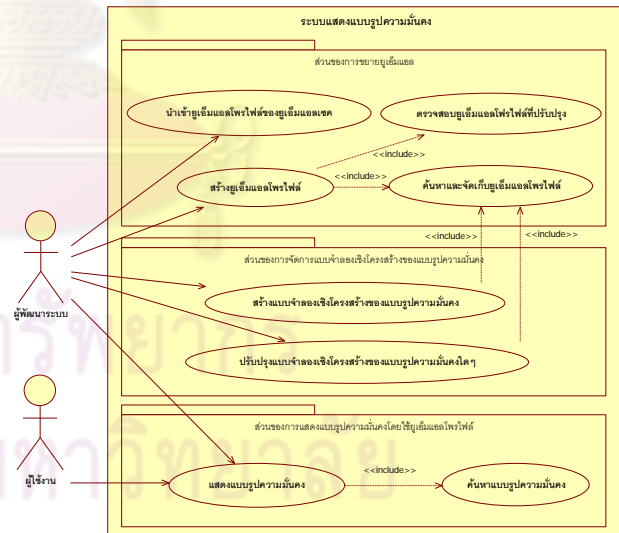 ระบบแสดงแบบรูปความมั่นคง
ส่วนของการขยายยูเอ็มแอล
นำเข้ายูเอ็มแอลโพรไฟล์ของยูเอ็มแอลเซค
ตรวจสอบยูเอ็มแอลโพรไฟล์ที่ปรับปรุง
<<include>>
สร้างยูเอ็มแอลโพรไฟล์
<<include>>
ค้นหาและจัดเก็บยูเอ็มแอลโพรไฟล์
<<include>>
<<include>>
ส่วนของการจัดการแบบจำลองเชิงโครงสร้างของแบบรูปความมั่นคง
สร้างแบบจำลองเชิงโครงสร้างของแบบรูปความมั่นคง
ผู้พัฒนาระบบ
ปรับปรุงแบบจำลองเชิงโครงสร้างของแบบรูปความมั่นคงใดๆ
ส่วนของการแสดงแบบรูปความมั่นคงโดยใช้ยูเอ็มแอลโพรไฟล์
<<include>>
ผู้ใช้งาน
แสดงแบบรูปความมั่นคง
ค้นหาแบบรูปความมั่นคง